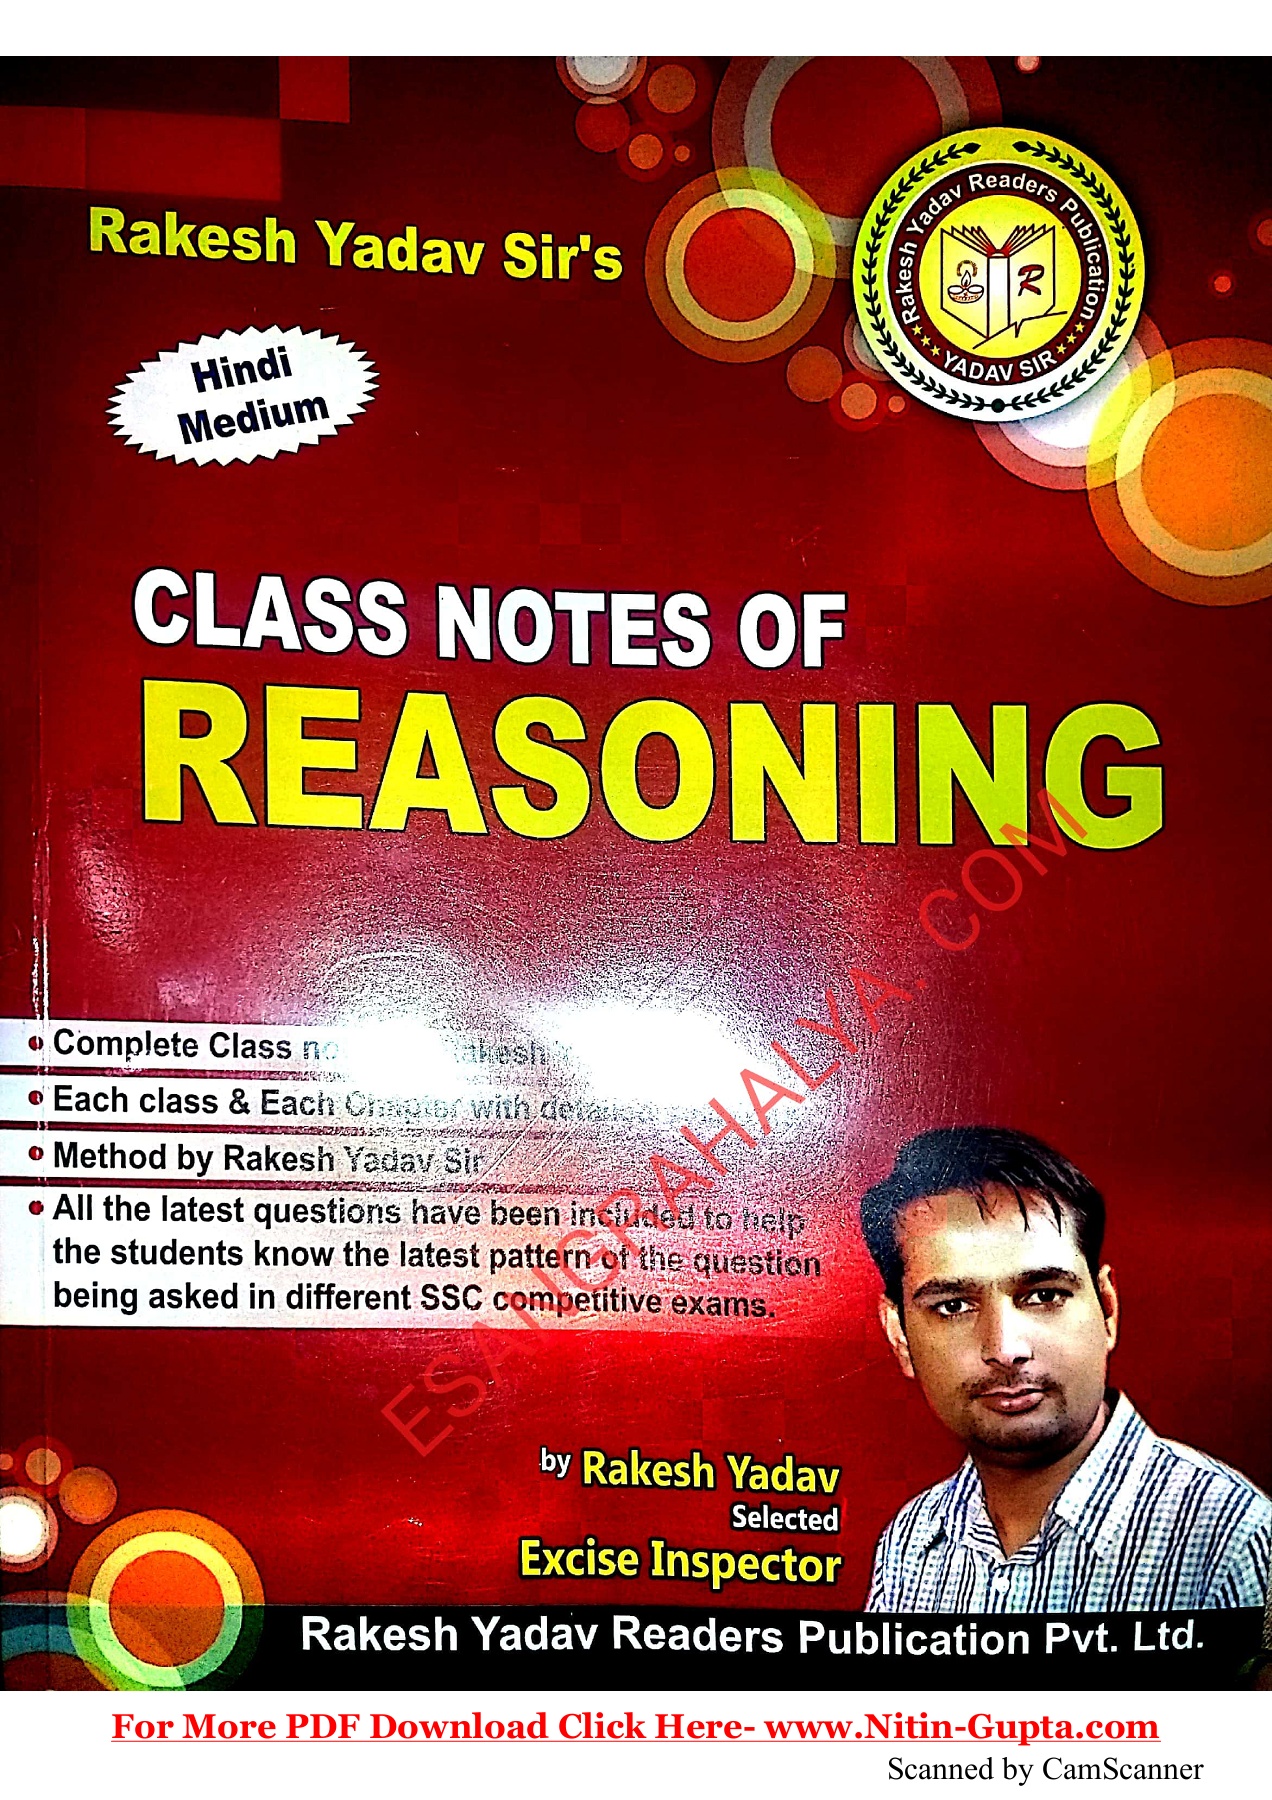 Rakesh Yadav Readers Publication
YADAV SIR
R
Rakesh Yadav Sir's
Hindi
Medium
CLASS NOTES OF
REASONING
Complete Class
Each class & Each Chapter with
Method by Rakesh Yadav Sir
All the latest questions have been included to help
the students know the latest pattern of the question
being asked in different SSC competitive exams.
ESANGRAHALYA.COM
by Rakesh Yadav
Selected
Excise Inspector
Rakesh Yadav Readers Publication Pvt. Ltd.
For More PDF Download Click Here- www.Nitin-Gupta.com
Scanned by CamScanner